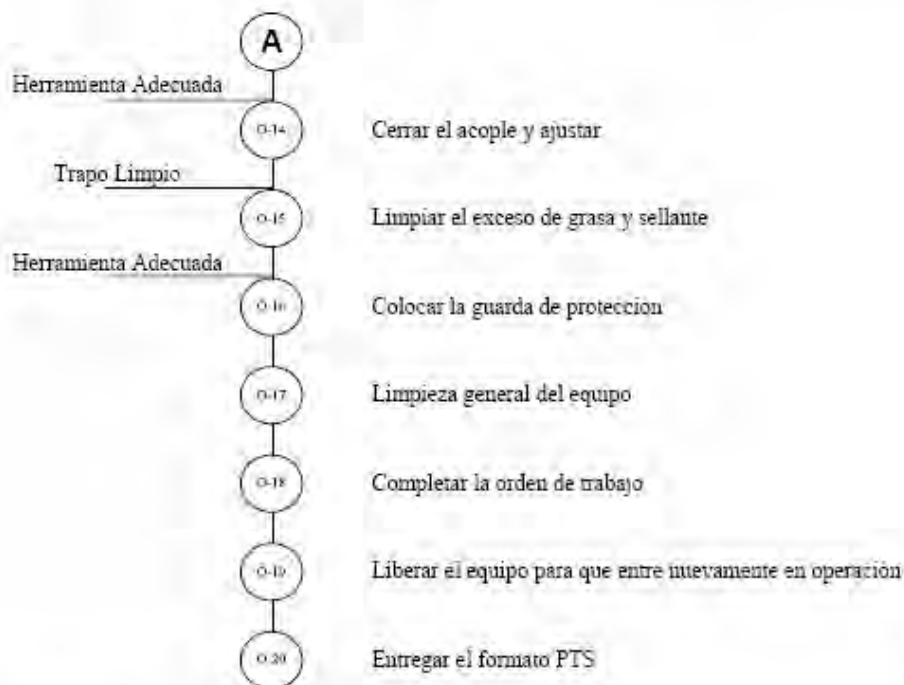 A
Herramienta Adecuada
O-14 Cerrar el acople y ajustar
Trapo Limpio
O-15 Limpiar el exceso de grasa y sellante
Herramienta Adecuada
O-16 Colocar la guarda de protección
O-17 Limpieza general del equipo
O-18 Completar la orden de trabajo
O-19 Liberar el equipo para que entre nuevamente en operación
O-20 Entregar el formato PTS